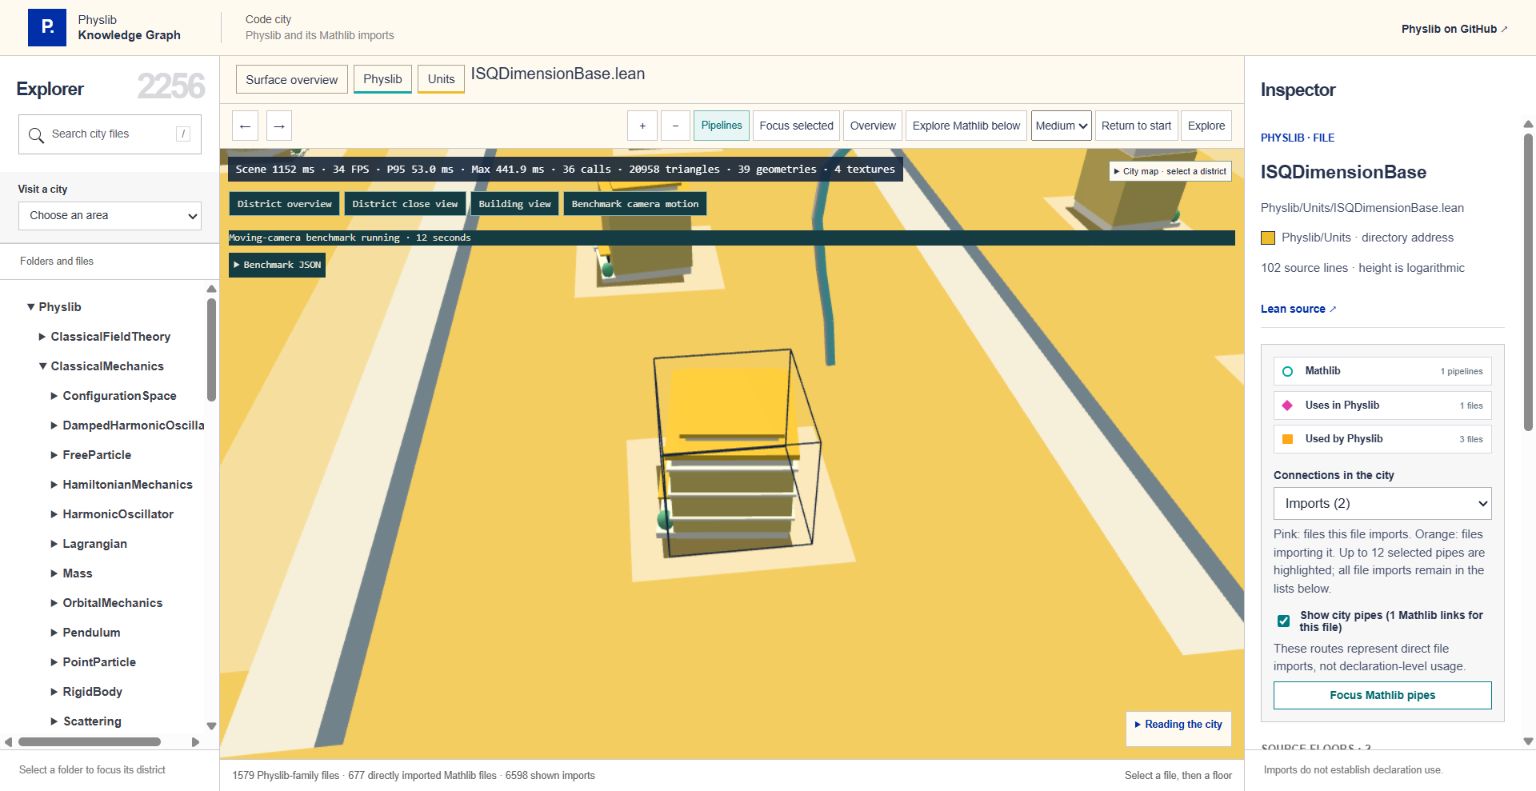 P.
Physlib
Knowledge Graph
Code city
Physlib and its Mathlib imports
Physlib on GitHub ↗
Explorer
2256
Search city files
/
Visit a city
Choose an area
Folders and files
▼ Physlib
▶ ClassicalFieldTheory
▼ ClassicalMechanics
▶ ConfigurationSpace
▶ DampedHarmonicOscilla
▶ FreeParticle
▶ HamiltonianMechanics
▶ HarmonicOscillator
▶ Lagrangian
▶ Mass
▶ OrbitalMechanics
▶ Pendulum
▶ PointParticle
▶ RigidBody
▶ Scattering
Select a folder to focus its district
Surface overview
Physlib
Units
ISQDimensionBase.lean
← →
+ − Pipelines Focus selected Overview Explore Mathlib below Medium Return to start Explore
Scene 1152 ms · 34 FPS · P95 53.0 ms · Max 441.9 ms · 36 calls · 20958 triangles · 39 geometries · 4 textures
▶ City map · select a district
District overview District close view Building view Benchmark camera motion
Moving-camera benchmark running · 12 seconds
▶ Benchmark JSON
▶ Reading the city
1579 Physlib-family files · 677 directly imported Mathlib files · 6598 shown imports
Select a file, then a floor
Inspector
PHYSLIB · FILE
ISQDimensionBase
Physlib/Units/ISQDimensionBase.lean
Physlib/Units · directory address
102 source lines · height is logarithmic
Lean source ↗
Mathlib 1 pipelines
Uses in Physlib 1 files
Used by Physlib 3 files
Connections in the city
Imports (2)
Pink: files this file imports. Orange: files
importing it. Up to 12 selected pipes are
highlighted; all file imports remain in the
lists below.
Show city pipes (1 Mathlib links for
this file)
These routes represent direct file
imports, not declaration-level usage.
Focus Mathlib pipes
SOURCE FLOORS · 2
Imports do not establish declaration use.